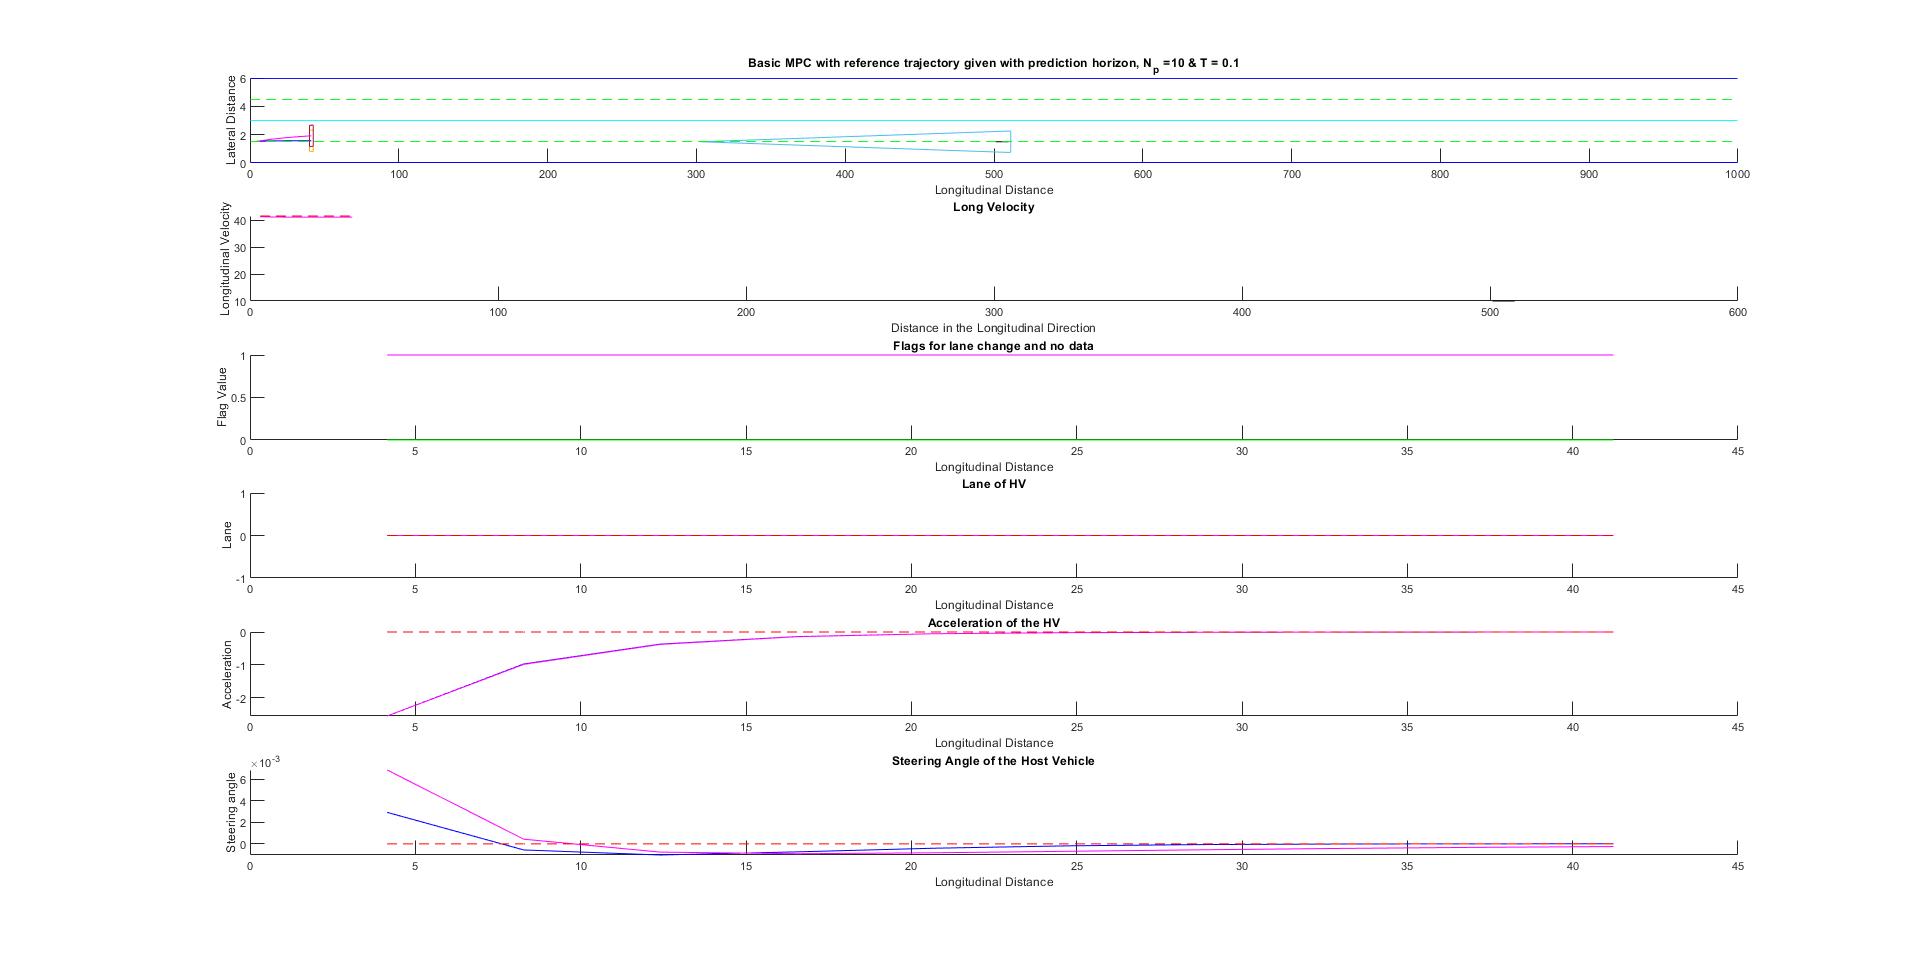 Basic MPC with reference trajectory given with prediction horizon, Np =10 & T = 0.1
Lateral Distance
6
4
2
0
0 100 200 300 400 500 600 700 800 900 1000
Longitudinal Distance
Long Velocity
Longitudinal Velocity
40
30
20
10
0 100 200 300 400 500 600
Distance in the Longitudinal Direction
Flags for lane change and no data
Flag Value
1
0.5
0
0 5 10 15 20 25 30 35 40 45
Longitudinal Distance
Lane of HV
Lane
1
0
-1
0 5 10 15 20 25 30 35 40 45
Longitudinal Distance
Acceleration of the HV
Acceleration
0
-1
-2
0 5 10 15 20 25 30 35 40 45
Longitudinal Distance
Steering Angle of the Host Vehicle
×10-3
Steering angle
6
4
2
0
0 5 10 15 20 25 30 35 40 45
Longitudinal Distance